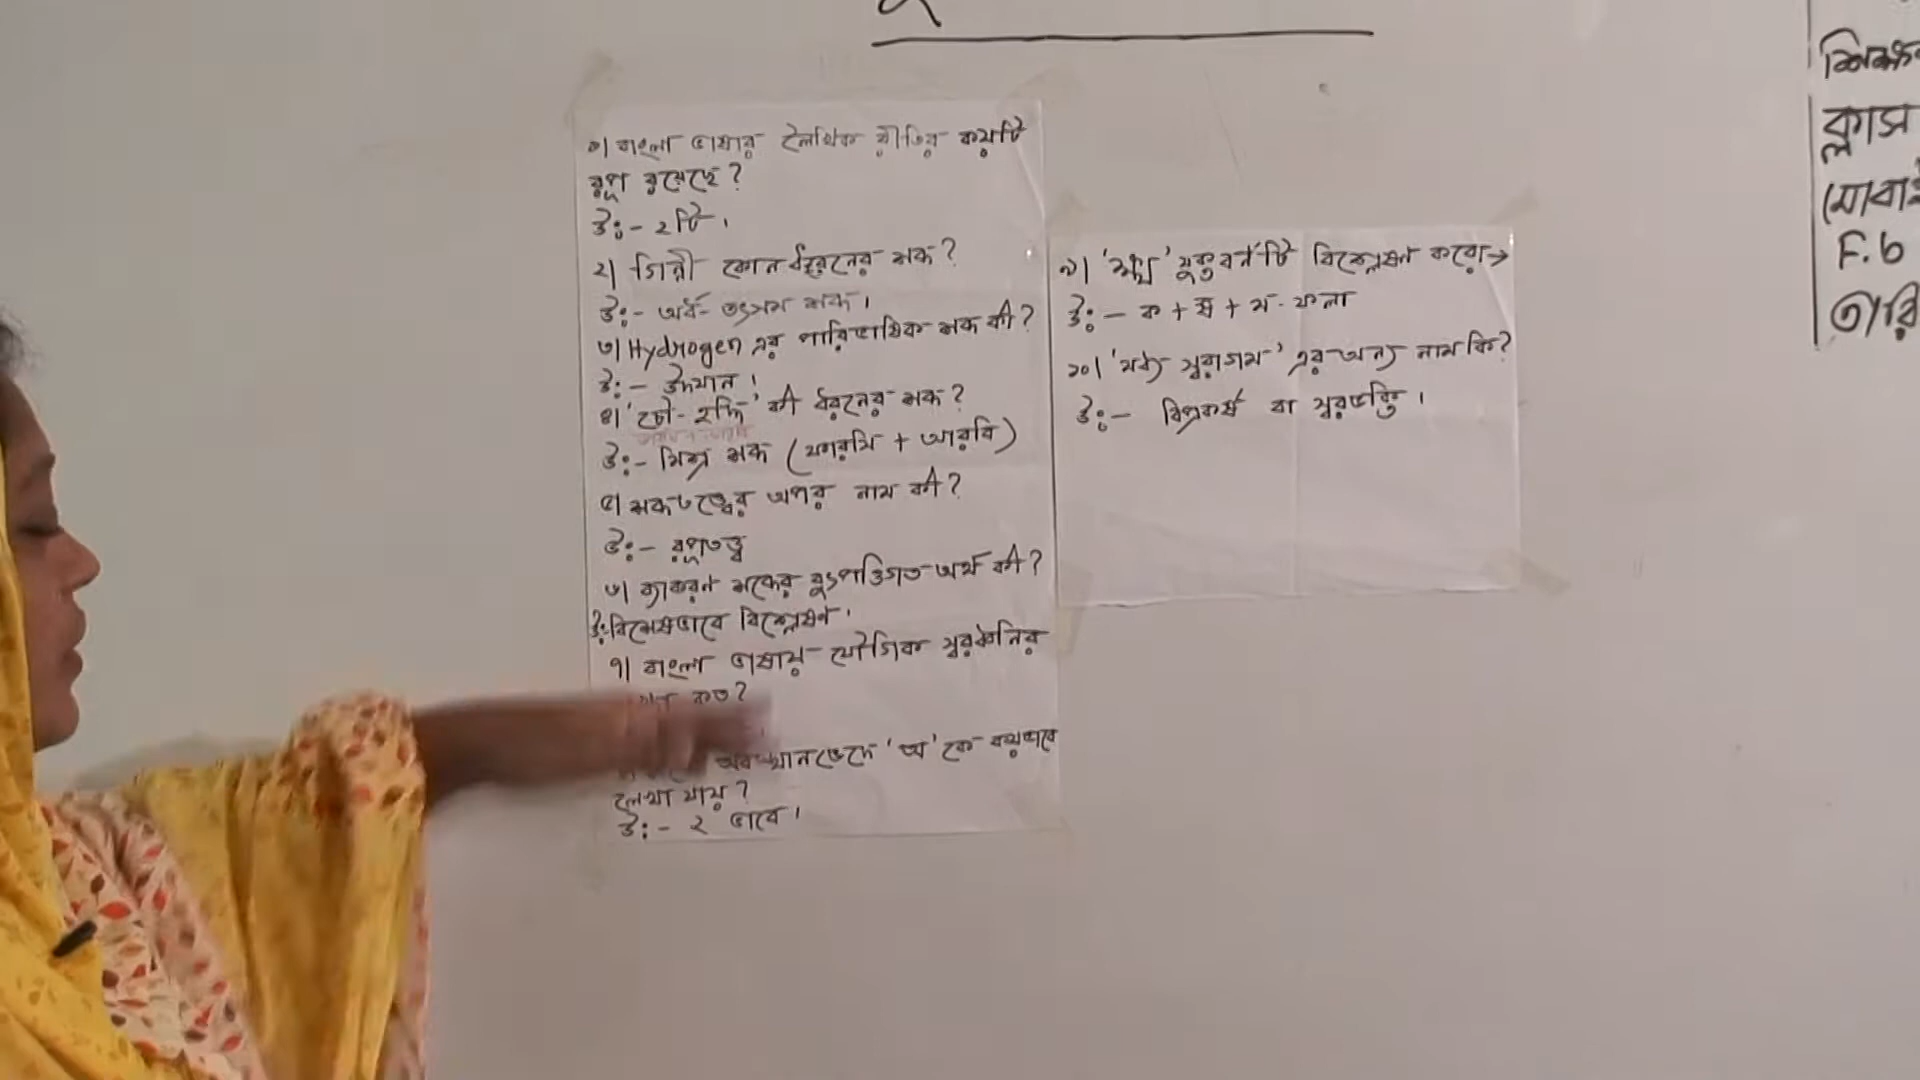 ১। বাংলা ভাষার লৈখিক রীতির কয়টি
রূপ রয়েছে?
উঃ- ২টি।
২। গিন্নী কোন ধরনের শব্দ?
উঃ- অর্ধ-তৎসম শব্দ।
৩। Hydrogen এর পারিভাষিক শব্দ কী?
উঃ- উদযান।
৪। 'চৌ-হদ্দি' কী ধরনের শব্দ?
উঃ- মিশ্র শব্দ (ফারসি + আরবি)
৫। শব্দতত্ত্বের অপর নাম কী?
উঃ- রূপতত্ত্ব
৬। ব্যাকরণ শব্দের বুৎপত্তিগত অর্থ কী?
উঃ বিশেষভাবে বিশ্লেষণ।
৭। বাংলা ভাষায় যৌগিক স্বরধ্বনির
কত?
অবস্থানভেদে 'অ' কে কয়ভাবে
লেখা যায়?
উঃ- ২ ভাবে।
৯। 'ক্ষ্ম' যুক্তবর্ণটি বিশ্লেষণ করো→
উঃ- ক + ষ + ম-ফলা
১০। 'মধ্য স্বরাগম' এর অন্য নাম কি?
উঃ- বিপ্রকর্ষ বা স্বরভক্তি।
ক্লাস
F.b